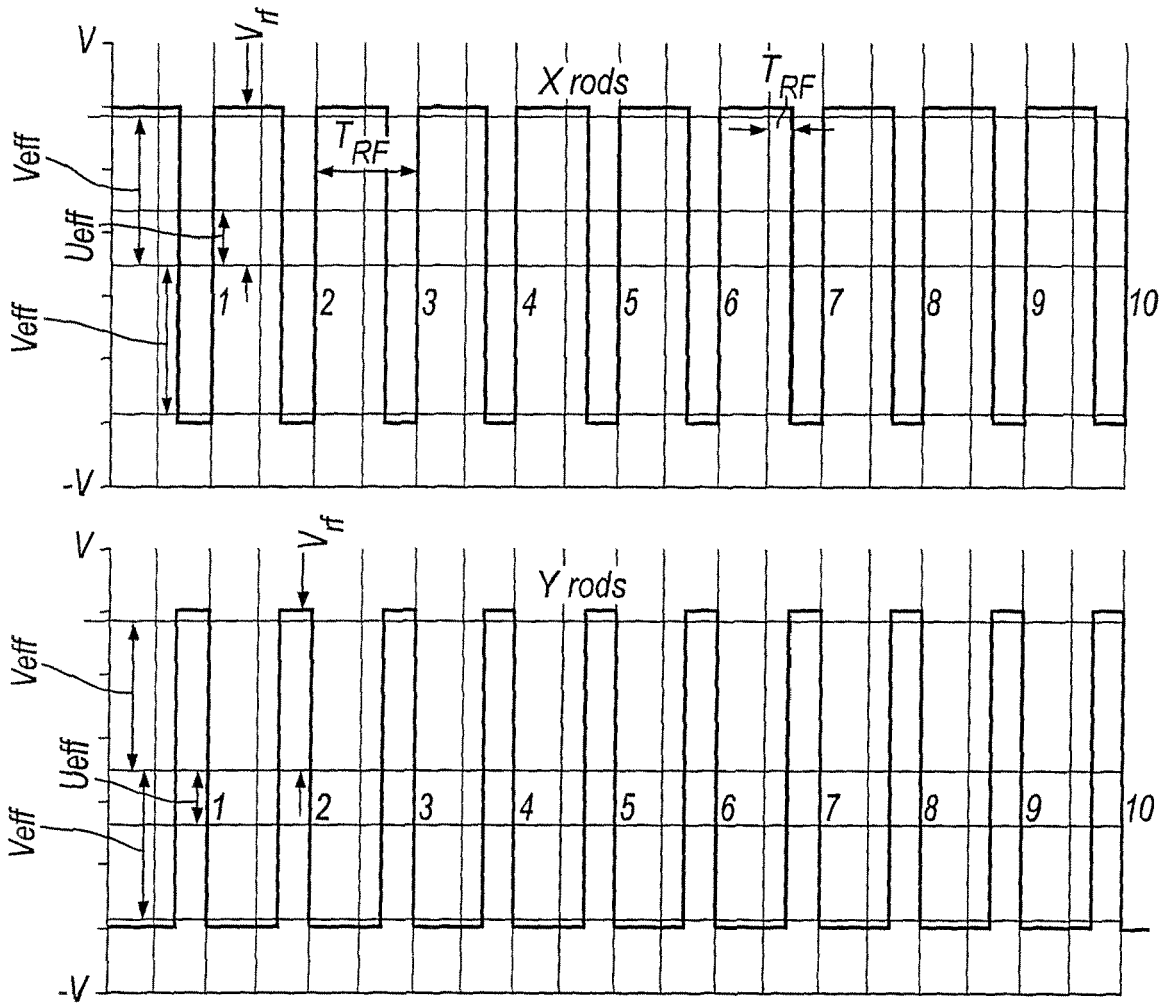 V
V_rf
X rods
T_RF
T_RF
Veff
Ueff
Veff
1 2 3 4 5 6 7 8 9 10
-V
V
V_rf
Y rods
Veff
Ueff
Veff
1 2 3 4 5 6 7 8 9 10
-V